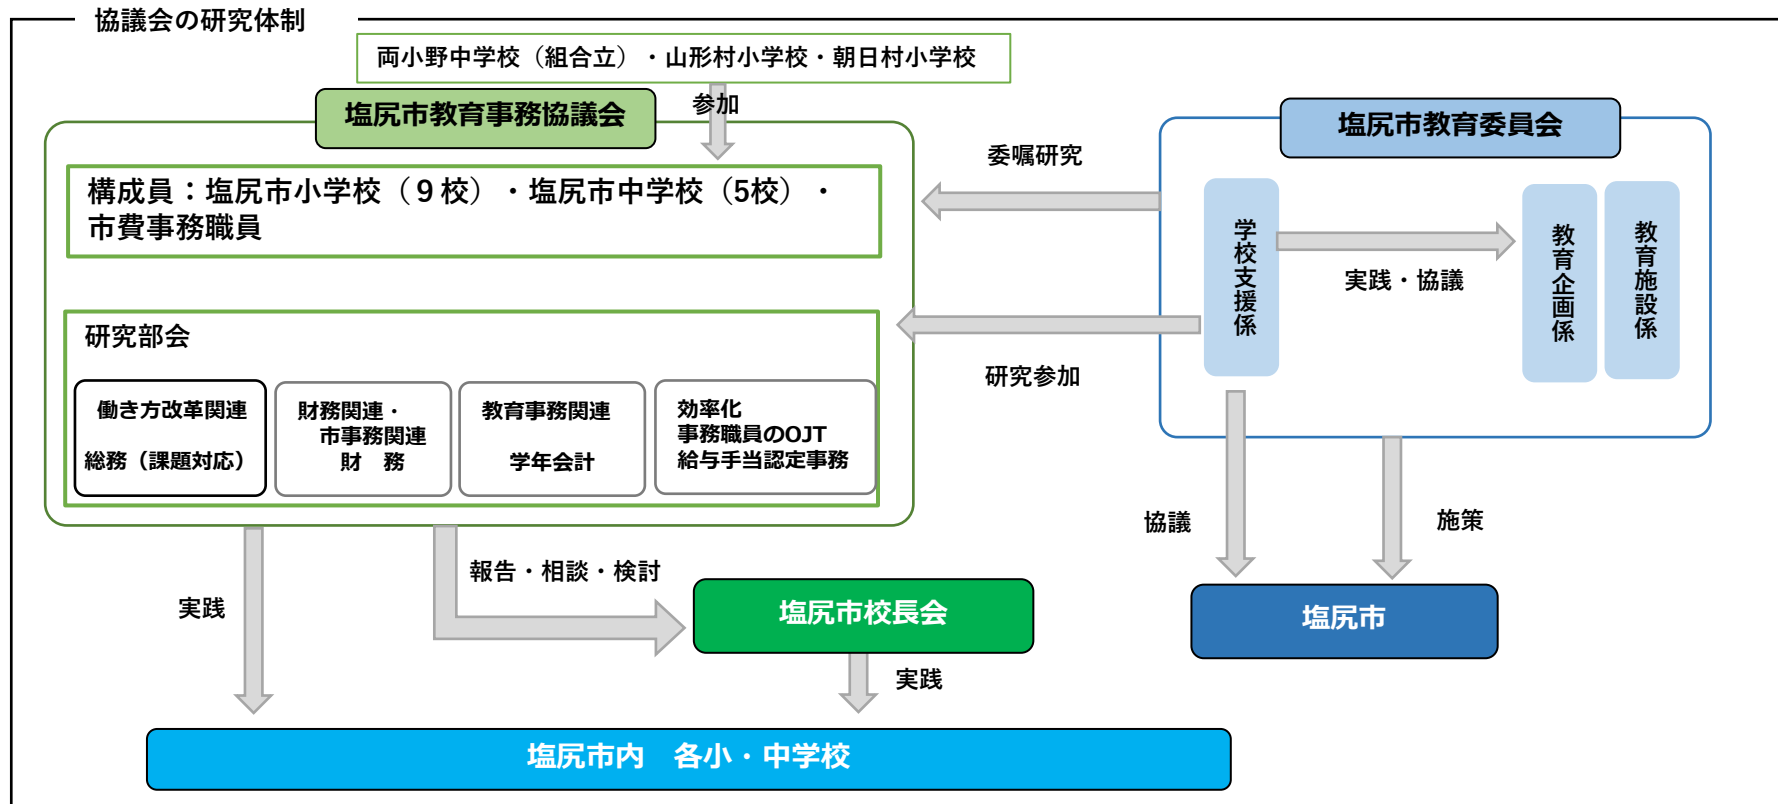 協議会の研究体制
両小野中学校（組合立）・山形村小学校・朝日村小学校
参加
塩尻市教育事務協議会
構成員：塩尻市小学校（９校）・塩尻市中学校（5校）・
市費事務職員
研究部会
働き方改革関連
総務（課題対応）
財務関連・
市事務関連
財　務
教育事務関連
学年会計
効率化
事務職員のOJT
給与手当認定事務
委嘱研究
研究参加
塩尻市教育委員会
学校支援係
実践・協議
教育企画係
教育施設係
協議
施策
塩尻市
実践
報告・相談・検討
塩尻市校長会
実践
塩尻市内　各小・中学校